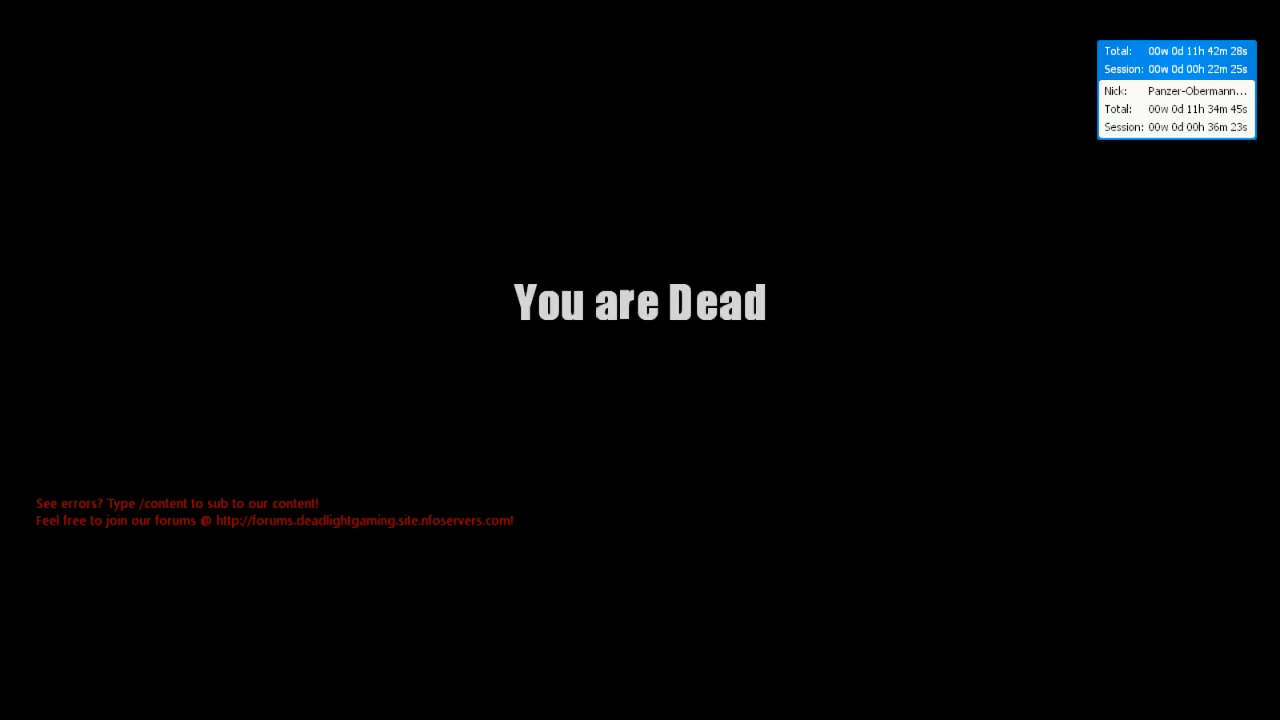 Total: 00w 0d 11h 42m 28s
Session: 00w 0d 00h 22m 25s
Nick: Panzer-Obermann...
Total: 00w 0d 11h 34m 45s
Session: 00w 0d 00h 36m 23s
You are Dead
See errors? Type /content to sub to our content!
Feel free to join our forums @ http://forums.deadlightgaming.site.nfoservers.com!